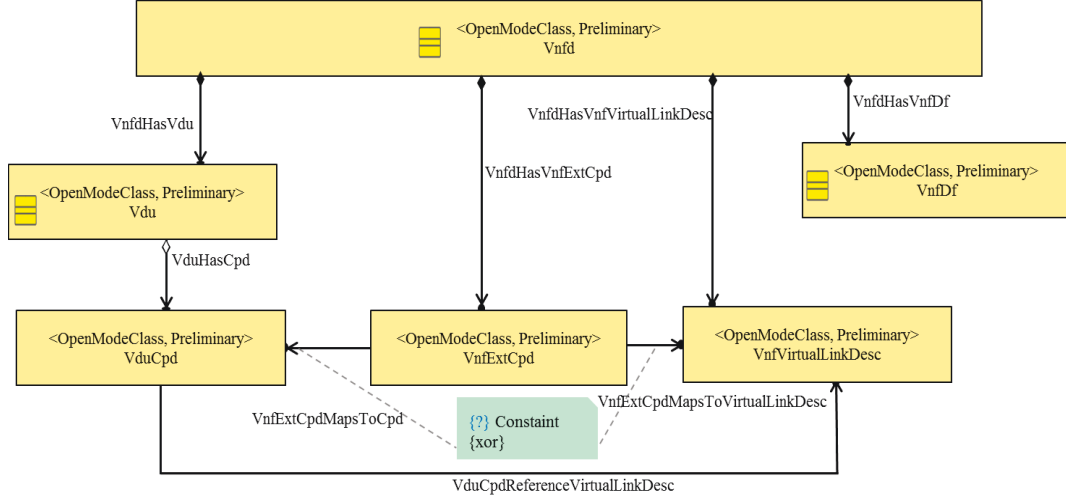 <OpenModeClass, Preliminary>
Vnfd
VnfdHasVdu
VnfdHasVnfExtCpd
VnfdHasVnfVirtualLinkDesc
VnfdHasVnfDf
<OpenModeClass, Preliminary>
Vdu
<OpenModeClass, Preliminary>
VnfDf
VduHasCpd
<OpenModeClass, Preliminary>
VduCpd
<OpenModeClass, Preliminary>
VnfExtCpd
<OpenModeClass, Preliminary>
VnfVirtualLinkDesc
VnfExtCpdMapsToCpd
VnfExtCpdMapsToVirtualLinkDesc
{?} Constaint
{xor}
VduCpdReferenceVirtualLinkDesc